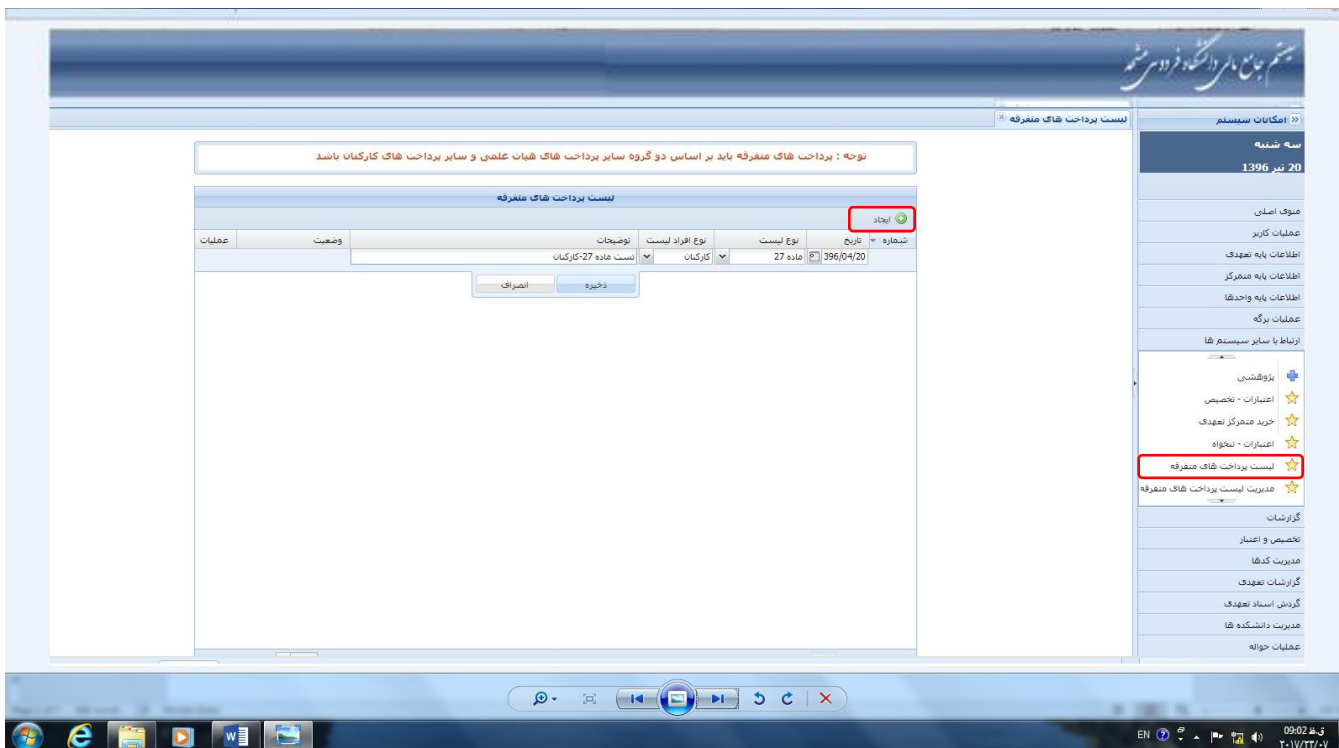 سیستم جامع مالی دانشگاه فردوسی مشهد
امکانات سیستم
لیست پرداخت های متفرقه
سه شنبه
20 تیر 1396
منوی اصلی
عملیات کاربر
اطلاعات پایه تعهدی
اطلاعات پایه متمرکز
اطلاعات پایه واحدها
عملیات برگه
ارتباط با سایر سیستم ها
پژوهشی
اعتبارات - تخصیص
خرید متمرکز تعهدی
اعتبارات - تنخواه
لیست پرداخت های متفرقه
مدیریت لیست پرداخت های متفرقه
گزارشات
تخصیص و اعتبار
مدیریت کدها
گزارشات تعهدی
گردش اسناد تعهدی
مدیریت دانشکده ها
عملیات حواله
توجه : پرداخت های متفرقه باید بر اساس دو گروه سایر پرداخت های هیات علمی و سایر پرداخت های کارکنان باشد
لیست پرداخت های متفرقه
ایجاد
شماره تاریخ نوع لیست نوع افراد لیست توضیحات وضعیت عملیات
396/04/20 ماده 27 کارکنان تست ماده 27-کارکنان
ذخیره انصراف
EN 09:02 ق.ظ